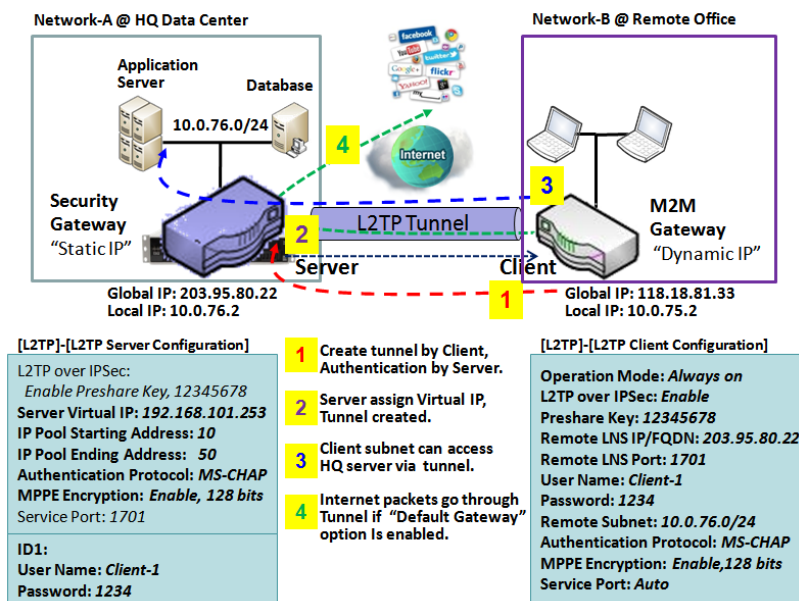 Network-A @ HQ Data Center
Network-B @ Remote Office
Application
Server
Database
10.0.76.0/24
facebook
YouTube
twitter
Google+
flickr
YAHOO!
my
Internet
4
3
Security
Gateway
“Static IP”
2
L2TP Tunnel
M2M
Gateway
“Dynamic IP”
Server
Client
1
Global IP: 203.95.80.22
Local IP: 10.0.76.2
Global IP: 118.18.81.33
Local IP: 10.0.75.2
[L2TP]-[L2TP Server Configuration]
L2TP over IPSec:
Enable Preshare Key, 12345678
Server Virtual IP: 192.168.101.253
IP Pool Starting Address: 10
IP Pool Ending Address: 50
Authentication Protocol: MS-CHAP
MPPE Encryption: Enable, 128 bits
Service Port: 1701
ID1:
User Name: Client-1
Password: 1234
1 Create tunnel by Client,
Authentication by Server.
2 Server assign Virtual IP,
Tunnel created.
3 Client subnet can access
HQ server via tunnel.
4 Internet packets go through
Tunnel if “Default Gateway”
option Is enabled.
[L2TP]-[L2TP Client Configuration]
Operation Mode: Always on
L2TP over IPSec: Enable
Preshare Key: 12345678
Remote LNS IP/FQDN: 203.95.80.22
Remote LNS Port: 1701
User Name: Client-1
Password: 1234
Remote Subnet: 10.0.76.0/24
Authentication Protocol: MS-CHAP
MPPE Encryption: Enable,128 bits
Service Port: Auto